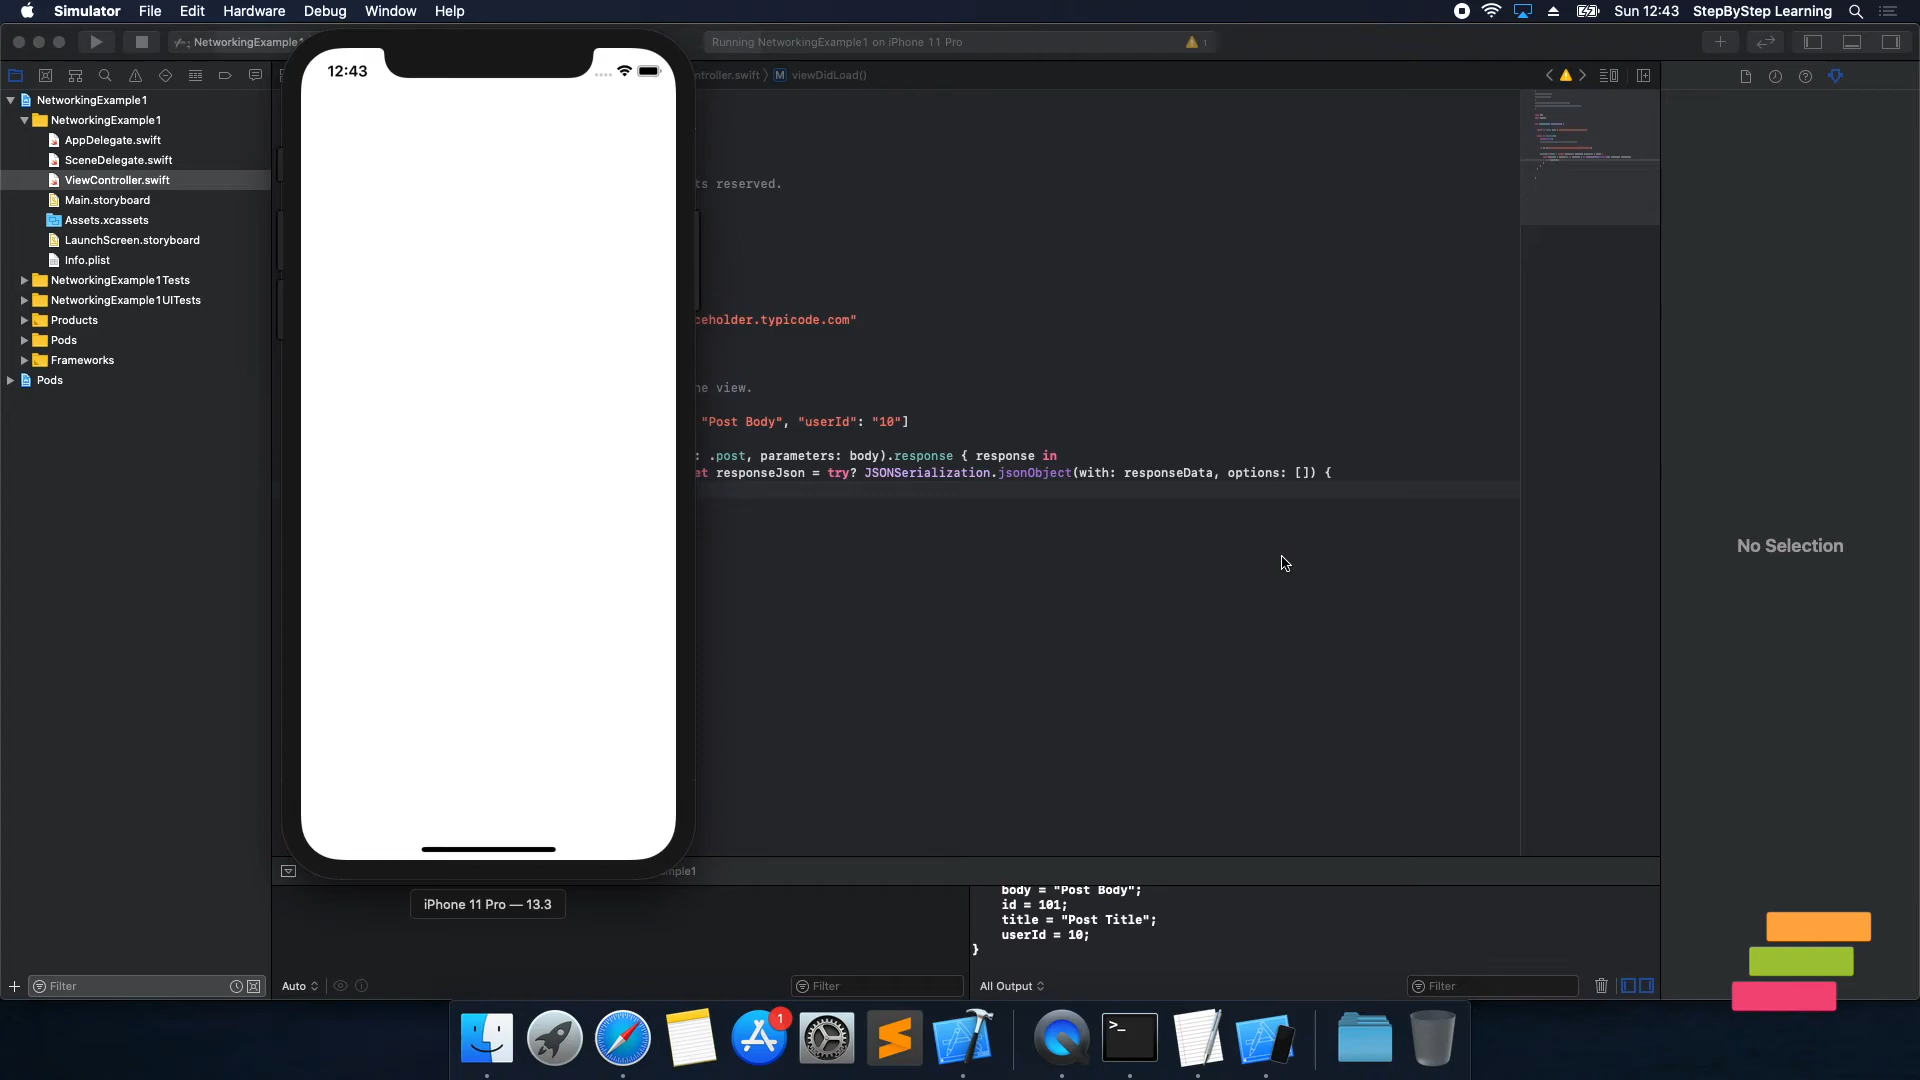 Simulator File Edit Hardware Debug Window Help
Sun 12:43 StepByStep Learning
NetworkingExample1
Running NetworkingExample1 on iPhone 11 Pro
1
12:43
ntroller.swift
M viewDidLoad()
NetworkingExample1
NetworkingExample1
AppDelegate.swift
SceneDelegate.swift
ViewController.swift
Main.storyboard
Assets.xcassets
LaunchScreen.storyboard
Info.plist
NetworkingExample1Tests
NetworkingExample1UITests
Products
Pods
Frameworks
Pods
ts reserved.
ceholder.typicode.com"
he view.
"Post Body", "userId": "10"]
: .post, parameters: body).response { response in
et responseJson = try? JSONSerialization.jsonObject(with: responseData, options: []) {
No Selection
mple1
iPhone 11 Pro — 13.3
body = "Post Body";
id = 101;
title = "Post Title";
userId = 10;
}
Filter
Auto
Filter
All Output
Filter
1
>_